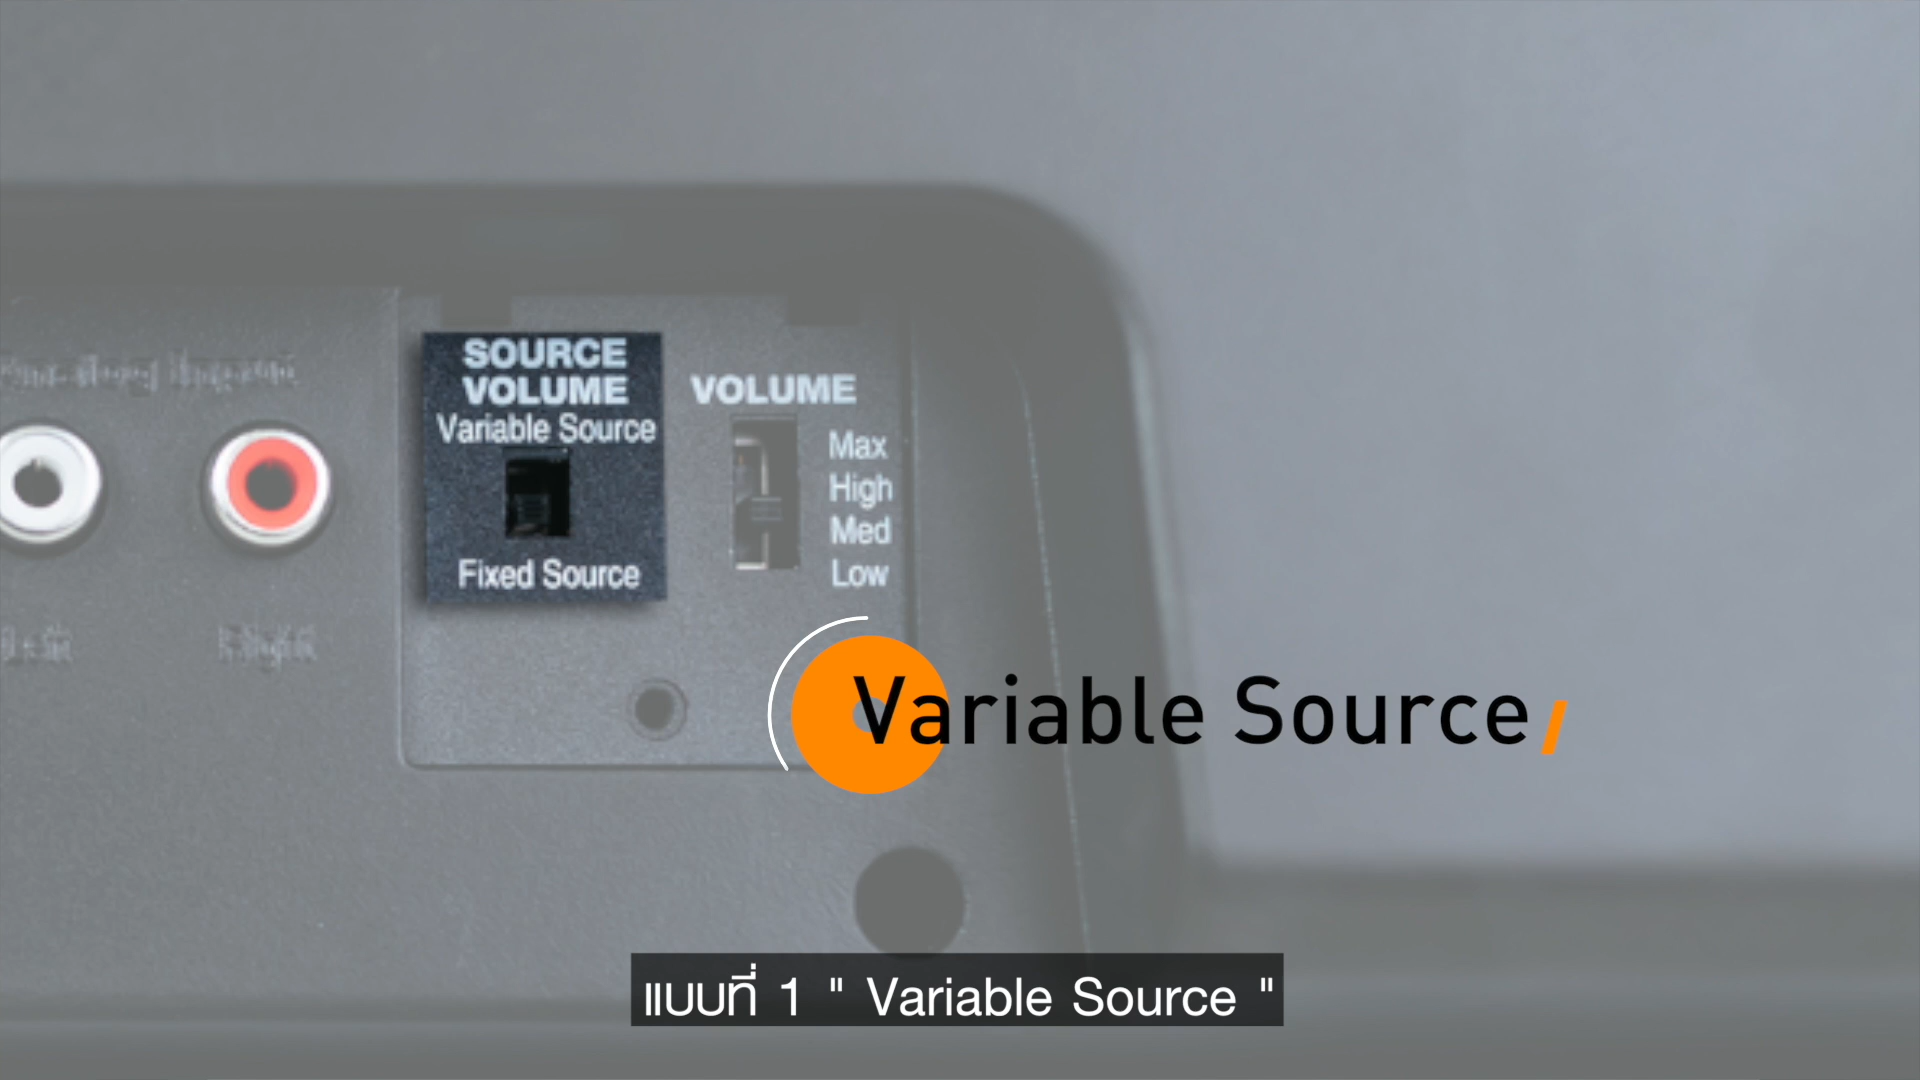 SOURCE
VOLUME
Variable Source
Fixed Source
VOLUME
Max
High
Med
Low
Right
Variable Source
แบบที่ 1 " Variable Source "